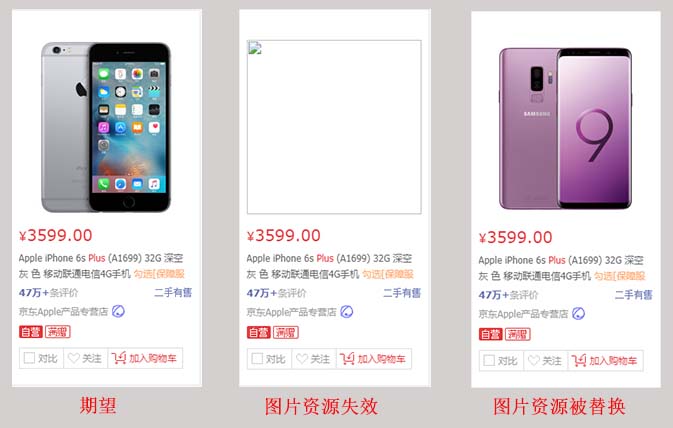 ¥3599.00
Apple iPhone 6s Plus (A1699) 32G 深空
灰 色 移动联通电信4G手机 勾选[保障服
47万+条评价 二手有售
京东Apple产品专营店
自营 满赠
对比 关注 加入购物车
期望
¥3599.00
Apple iPhone 6s Plus (A1699) 32G 深空
灰 色 移动联通电信4G手机 勾选[保障服
47万+条评价 二手有售
京东Apple产品专营店
自营 满赠
对比 关注 加入购物车
图片资源失效
SAMSUNG
9
¥3599.00
Apple iPhone 6s Plus (A1699) 32G 深空
灰 色 移动联通电信4G手机 勾选[保障服
47万+条评价 二手有售
京东Apple产品专营店
自营 满赠
对比 关注 加入购物车
图片资源被替换